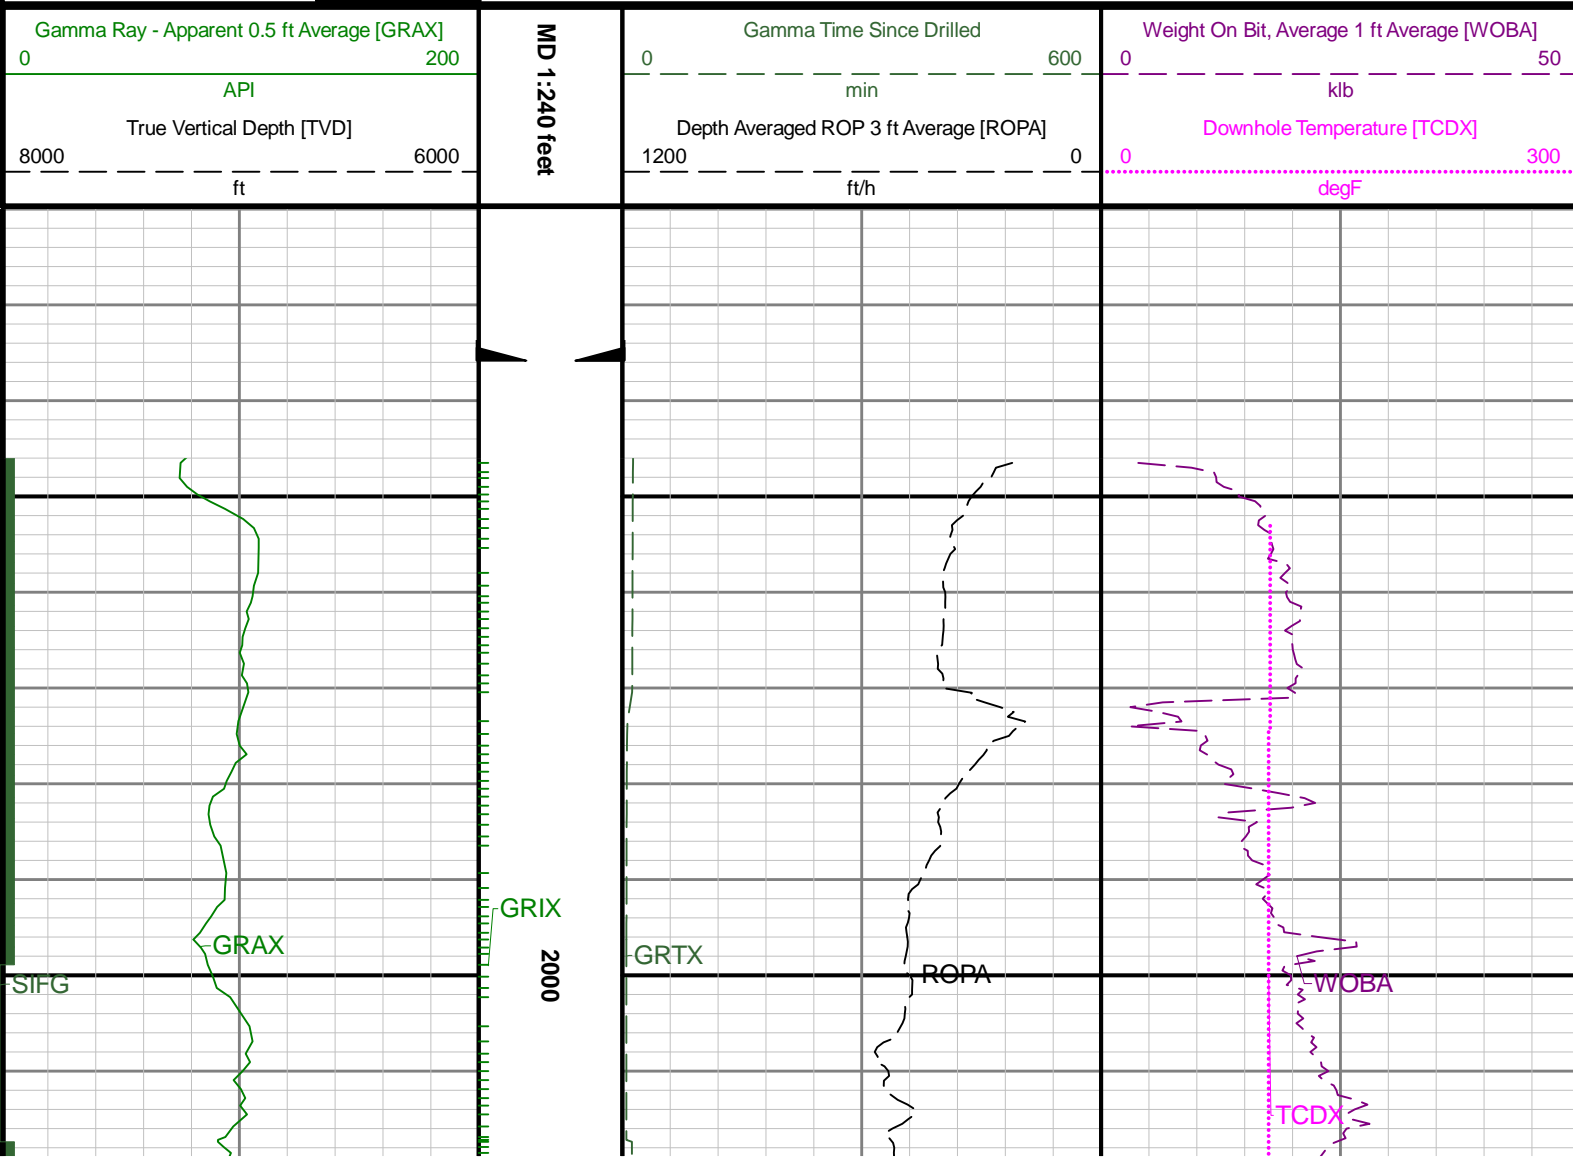 Gamma Ray - Apparent 0.5 ft Average [GRAX]
0 200
API
True Vertical Depth [TVD]
8000 6000
ft
MD 1:240 feet
Gamma Time Since Drilled
0 600
min
Depth Averaged ROP 3 ft Average [ROPA]
1200 0
ft/h
Weight On Bit, Average 1 ft Average [WOBA]
0 50
klb
Downhole Temperature [TCDX]
0 300
degF
GRIX
GRAX
GRTX
ROPA
SIFG
2000
WOBA
TCDX